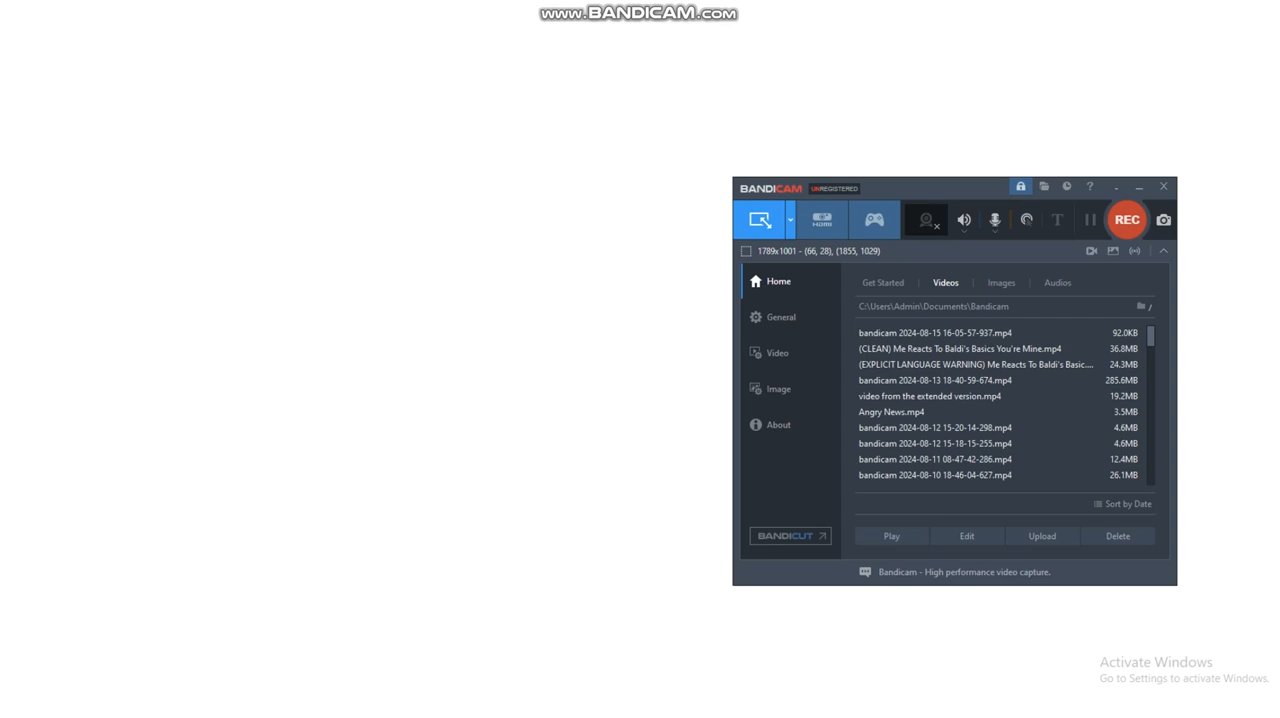 www.BANDICAM.com
BANDICAM UNREGISTERED
HDMI
T
REC
1789x1001 - (66, 28), (1855, 1029)
Home
General
Video
Image
About
BANDICUT
Get Started Videos Images Audios
C:\Users\Admin\Documents\Bandicam
bandicam 2024-08-15 16-05-57-937.mp4 92.0KB
(CLEAN) Me Reacts To Baldi's Basics You're Mine.mp4 36.8MB
(EXPLICIT LANGUAGE WARNING) Me Reacts To Baldi's Basic.... 24.3MB
bandicam 2024-08-13 18-40-59-674.mp4 285.6MB
video from the extended version.mp4 19.2MB
Angry News.mp4 3.5MB
bandicam 2024-08-12 15-20-14-298.mp4 4.6MB
bandicam 2024-08-12 15-18-15-255.mp4 4.6MB
bandicam 2024-08-11 08-47-42-286.mp4 12.4MB
bandicam 2024-08-10 18-46-04-627.mp4 26.1MB
Sort by Date
Play Edit Upload Delete
Bandicam - High performance video capture.
Activate Windows
Go to Settings to activate Windows.